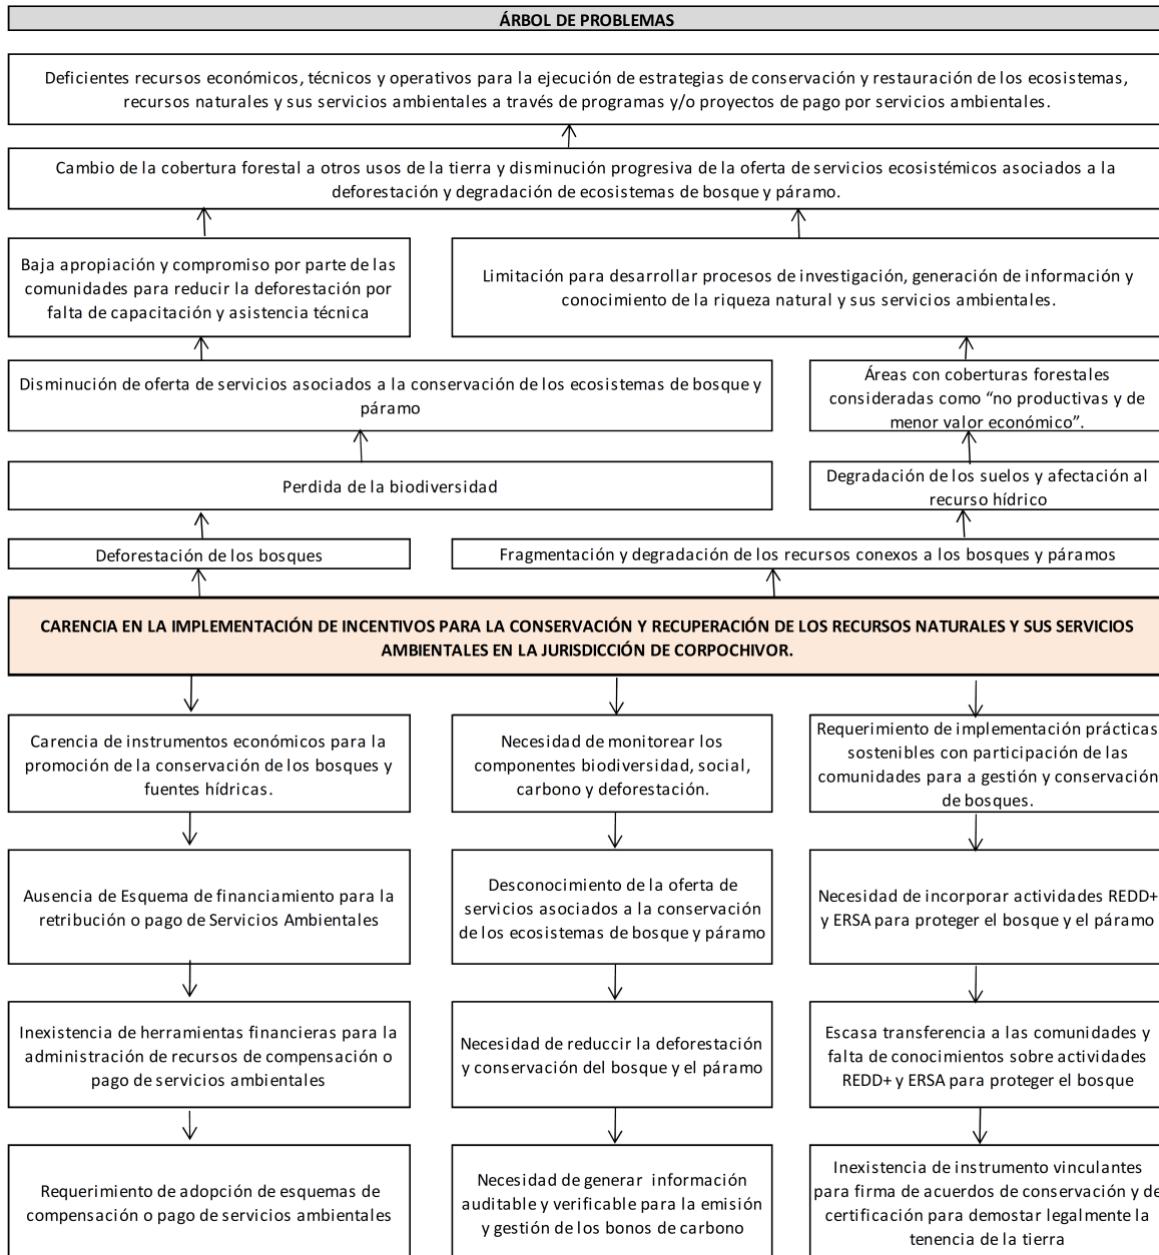 ÁRBOL DE PROBLEMAS
Deficientes recursos económicos, técnicos y operativos para la ejecución de estrategias de conservación y restauración de los ecosistemas,
recursos naturales y sus servicios ambientales a través de programas y/o proyectos de pago por servicios ambientales.
Cambio de la cobertura forestal a otros usos de la tierra y disminución progresiva de la oferta de servicios ecosistémicos asociados a la
deforestación y degradación de ecosistemas de bosque y páramo.
Baja apropiación y compromiso por parte de las
comunidades para reducir la deforestación por
falta de capacitación y asistencia técnica
Limitación para desarrollar procesos de investigación, generación de información y
conocimiento de la riqueza natural y sus servicios ambientales.
Disminución de oferta de servicios asociados a la conservación de los ecosistemas de bosque y
páramo
Áreas con coberturas forestales
consideradas como “no productivas y de
menor valor económico”.
Perdida de la biodiversidad
Degradación de los suelos y afectación al
recurso hídrico
Deforestación de los bosques
Fragmentación y degradación de los recursos conexos a los bosques y páramos
CARENCIA EN LA IMPLEMENTACIÓN DE INCENTIVOS PARA LA CONSERVACIÓN Y RECUPERACIÓN DE LOS RECURSOS NATURALES Y SUS SERVICIOS
AMBIENTALES EN LA JURISDICCIÓN DE CORPOCHIVOR.
Carencia de instrumentos económicos para la
promoción de la conservación de los bosques y
fuentes hídricas.
Necesidad de monitorear los
componentes biodiversidad, social,
carbono y deforestación.
Requerimiento de implementación prácticas
sostenibles con participación de las
comunidades para a gestión y conservación
de bosques.
Ausencia de Esquema de financiamiento para la
retribución o pago de Servicios Ambientales
Desconocimiento de la oferta de
servicios asociados a la conservación
de los ecosistemas de bosque y páramo
Necesidad de incorporar actividades REDD+
y ERSA para proteger el bosque y el páramo
Inexistencia de herramientas financieras para la
administración de recursos de compensación o
pago de servicios ambientales
Necesidad de reduccir la deforestación
y conservación del bosque y el páramo
Escasa transferencia a las comunidades y
falta de conocimientos sobre actividades
REDD+ y ERSA para proteger el bosque
Requerimiento de adopción de esquemas de
compensación o pago de servicios ambientales
Necesidad de generar información
auditable y verificable para la emisión
y gestión de los bonos de carbono
Inexistencia de instrumento vinculantes
para firma de acuerdos de conservación y de
certificación para demostar legalmente la
tenencia de la tierra